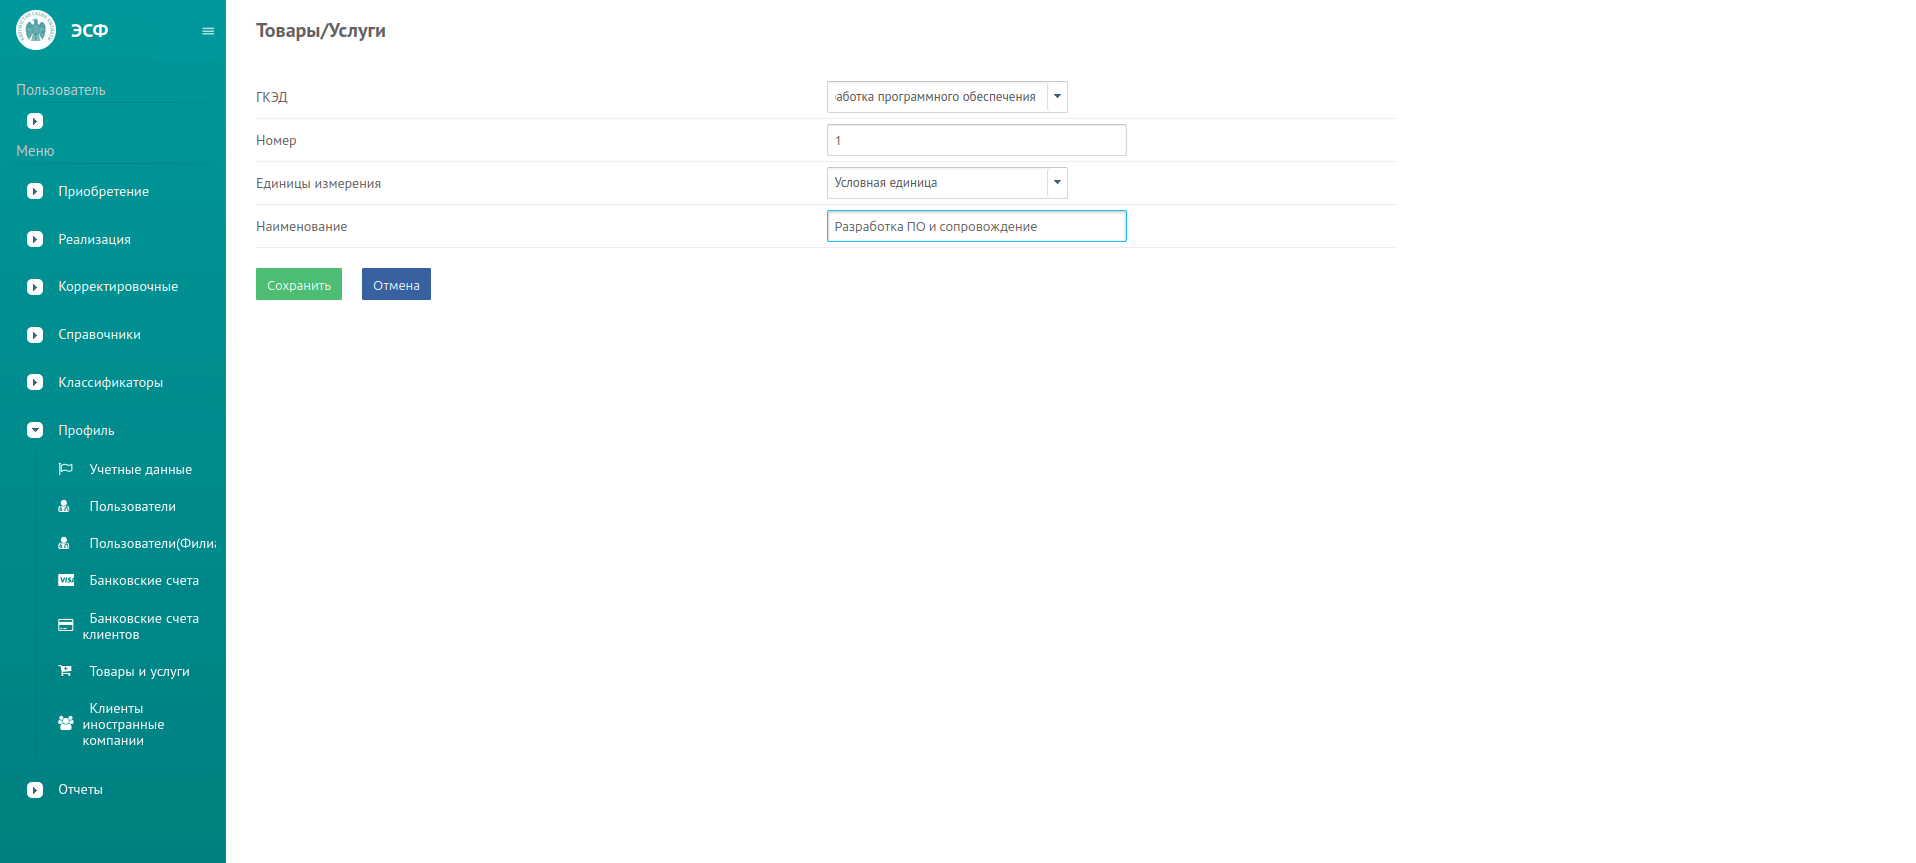 ЭСФ
Пользователь
Меню
Приобретение
Реализация
Корректировочные
Справочники
Классификаторы
Профиль
Учетные данные
Пользователи
Пользователи(Филиа
Банковские счета
Банковские счета
клиентов
Товары и услуги
Клиенты
иностранные
компании
Отчеты
Товары/Услуги
ГКЭД аботка программного обеспечения
Номер 1
Единицы измерения Условная единица
Наименование Разработка ПО и сопровождение
Сохранить Отмена